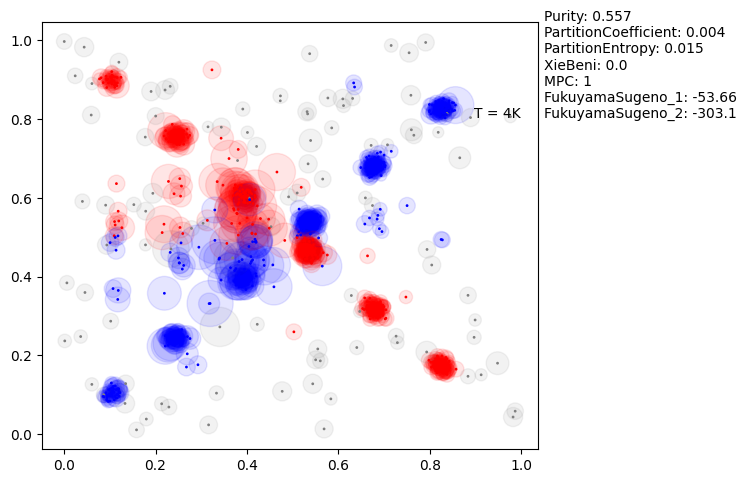 Purity: 0.557
PartitionCoefficient: 0.004
PartitionEntropy: 0.015
XieBeni: 0.0
MPC: 1
FukuyamaSugeno_1: -53.66
FukuyamaSugeno_2: -303.1
T = 4K
1.0
0.8
0.6
0.4
0.2
0.0
0.0 0.2 0.4 0.6 0.8 1.0